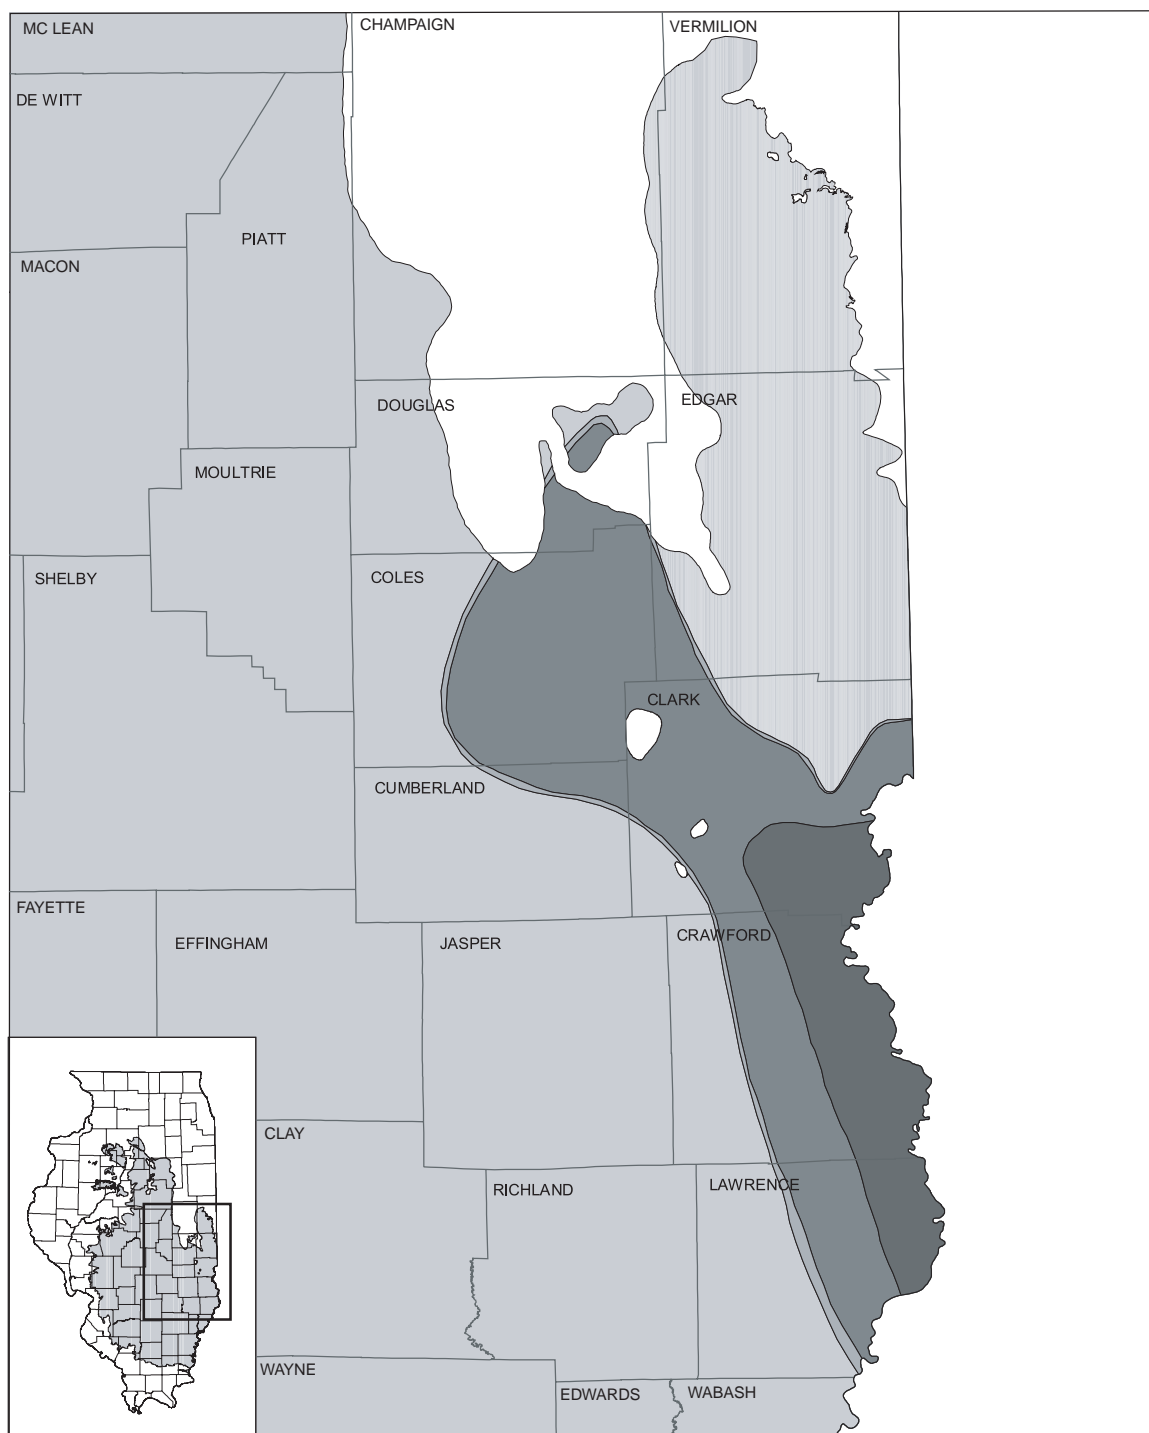 MC LEAN
CHAMPAIGN
VERMILION
DE WITT
PIATT
MACON
DOUGLAS
EDGAR
MOULTRIE
SHELBY
COLES
CLARK
CUMBERLAND
FAYETTE
EFFINGHAM
JASPER
CRAWFORD
CLAY
RICHLAND
LAWRENCE
WAYNE
EDWARDS
WABASH